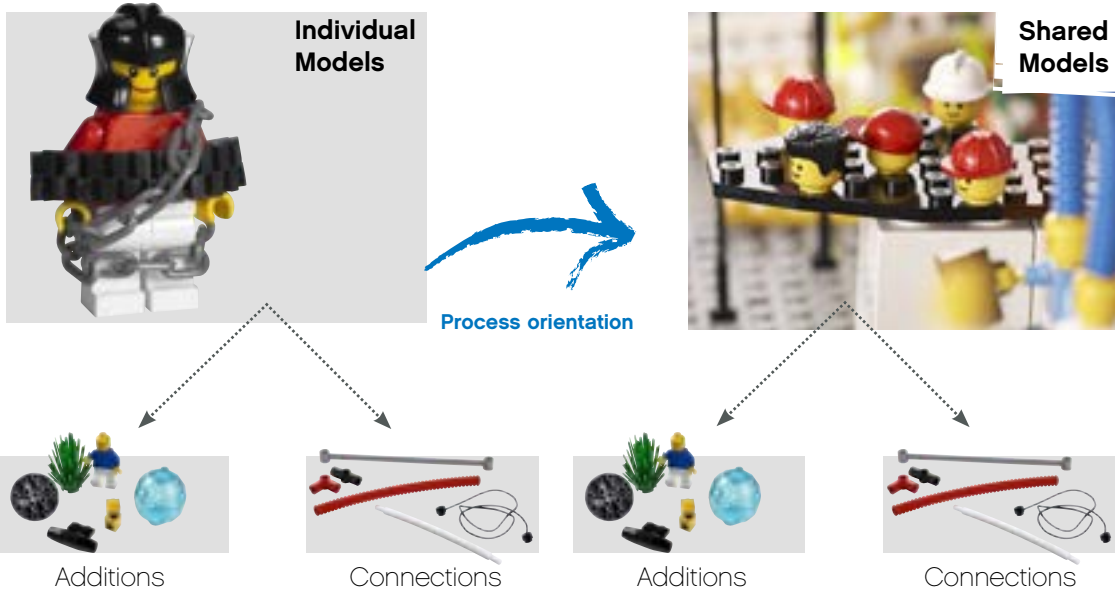 Individual
Models
Shared
Models
Process orientation
Additions
Connections
Additions
Connections